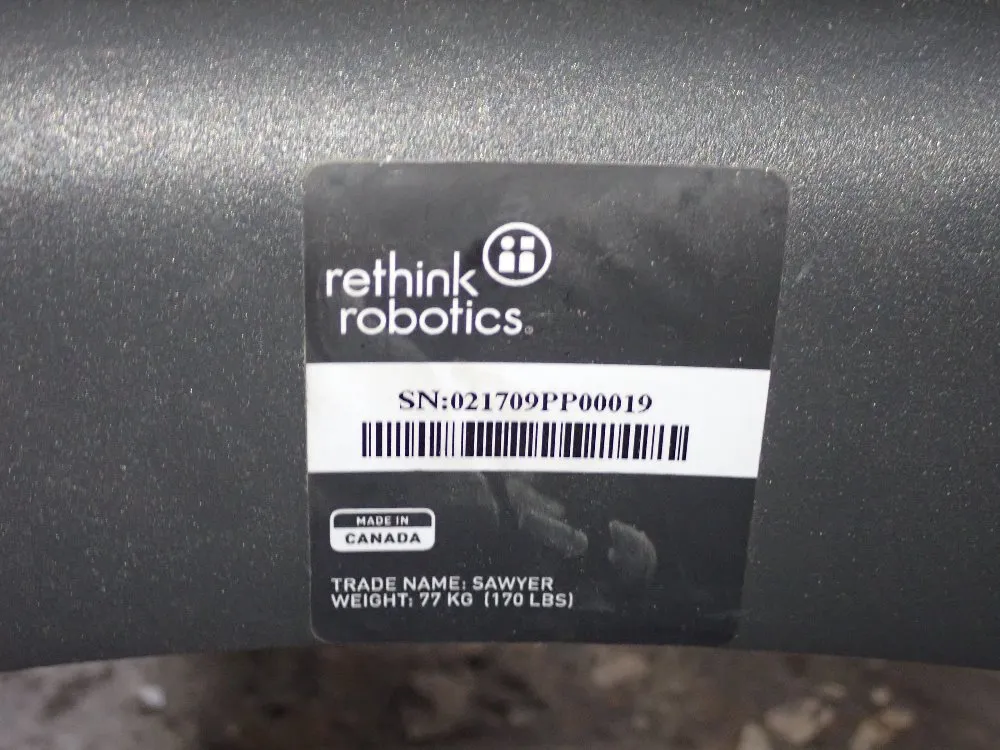 rethink
robotics.
SN:021709PP00019
MADE IN
CANADA
TRADE NAME: SAWYER
WEIGHT: 77 KG (170 LBS)